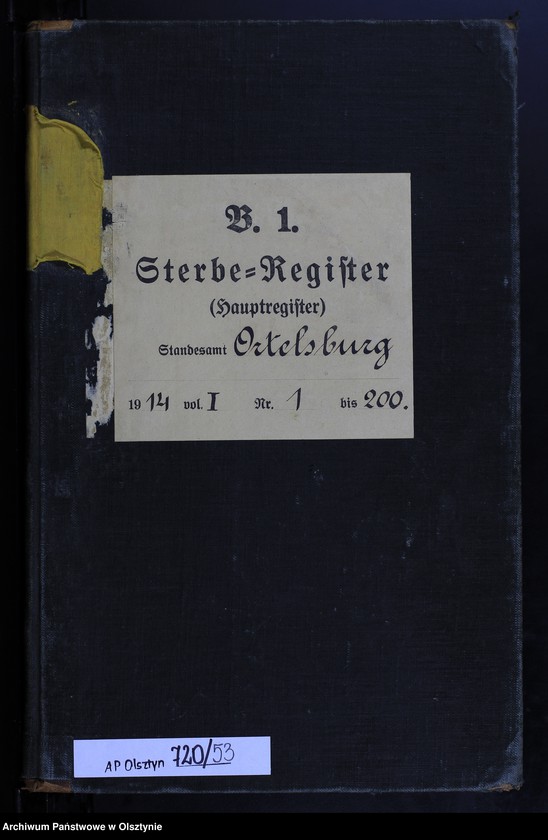 B. 1.
Sterbe=Regiſter
(Hauptregiſter)
Standesamt Ortelsburg
1914 vol. I Nr. 1 bis 200.
AP Olsztyn 720/53
Archiwum Państwowe w Olsztynie